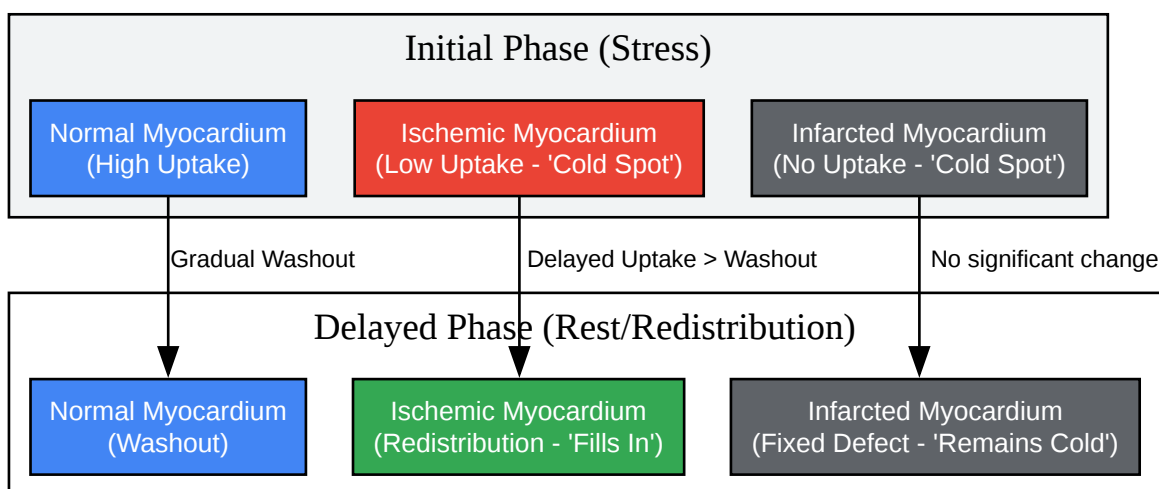 Initial Phase (Stress)
Normal Myocardium
(High Uptake)
Ischemic Myocardium
(Low Uptake - 'Cold Spot')
Infarcted Myocardium
(No Uptake - 'Cold Spot')
Gradual Washout
Delayed Uptake > Washout
No significant change
Delayed Phase (Rest/Redistribution)
Normal Myocardium
(Washout)
Ischemic Myocardium
(Redistribution - 'Fills In')
Infarcted Myocardium
(Fixed Defect - 'Remains Cold')